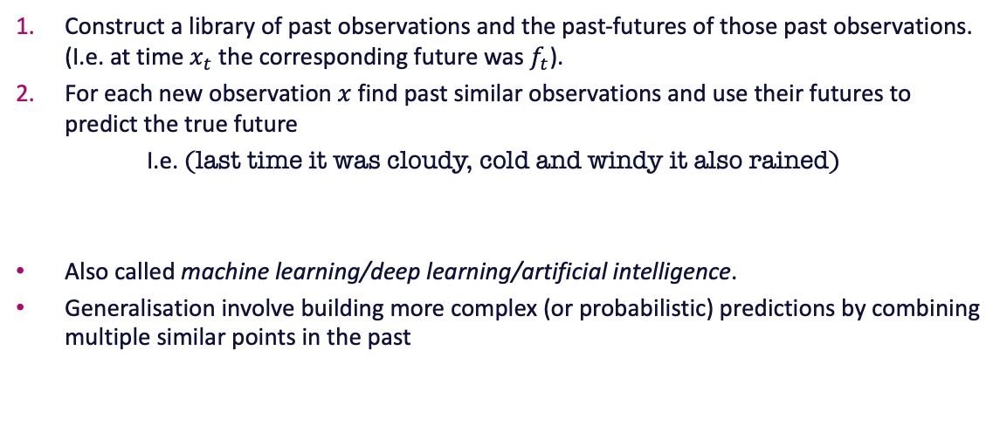 1. Construct a library of past observations and the past-futures of those past observations.
(I.e. at time $x_t$ the corresponding future was $f_t$).
2. For each new observation $x$ find past similar observations and use their futures to
predict the true future
I.e. (last time it was cloudy, cold and windy it also rained)
• Also called machine learning/deep learning/artificial intelligence.
• Generalisation involve building more complex (or probabilistic) predictions by combining
multiple similar points in the past